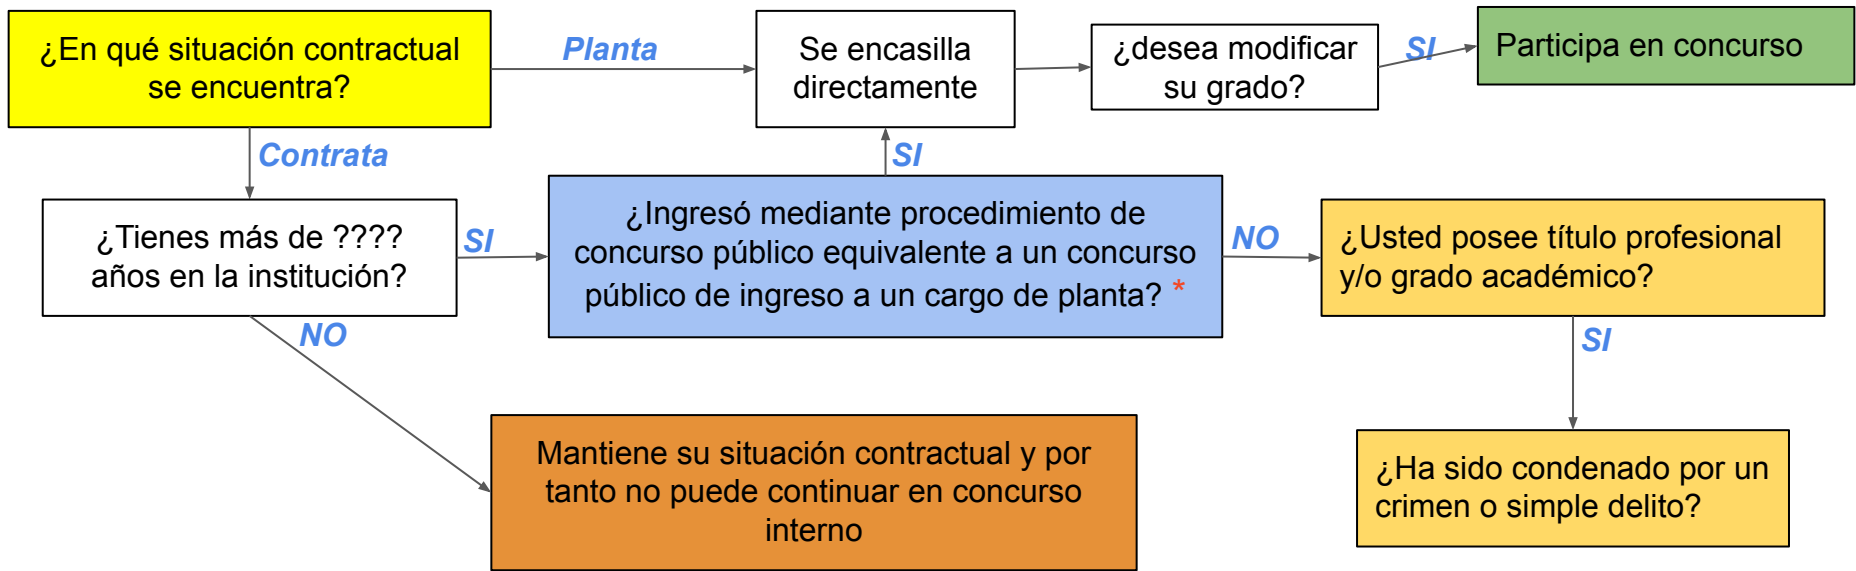 ¿En qué situación contractual
se encuentra?
Planta
Se encasilla
directamente
¿desea modificar
su grado?
SI
Participa en concurso
Contrata
SI
¿Tienes más de ????
años en la institución?
SI
¿Ingresó mediante procedimiento de
concurso público equivalente a un concurso
público de ingreso a un cargo de planta? *
NO
¿Usted posee título profesional
y/o grado académico?
NO
SI
Mantiene su situación contractual y por
tanto no puede continuar en concurso
interno
¿Ha sido condenado por un
crimen o simple delito?